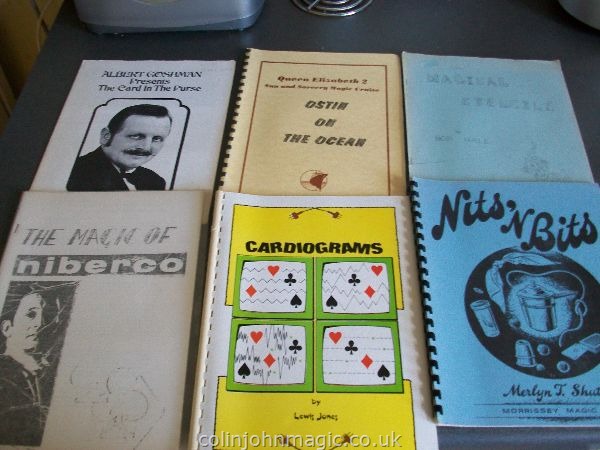 ALBERT GOSHMAN
Presents
The Card In The Purse
Queen Elizabeth 2
Sun and Sorcery Magic Cruise
OSTIN
ON
THE OCEAN
MAGICAL
THE MAGIC OF
niberco
CARDIOGRAMS
by
Lewis Jones
Nits 'N Bits
Merlyn T. Shut
MORRISSEY MAGIC
colinjohnmagic.co.uk